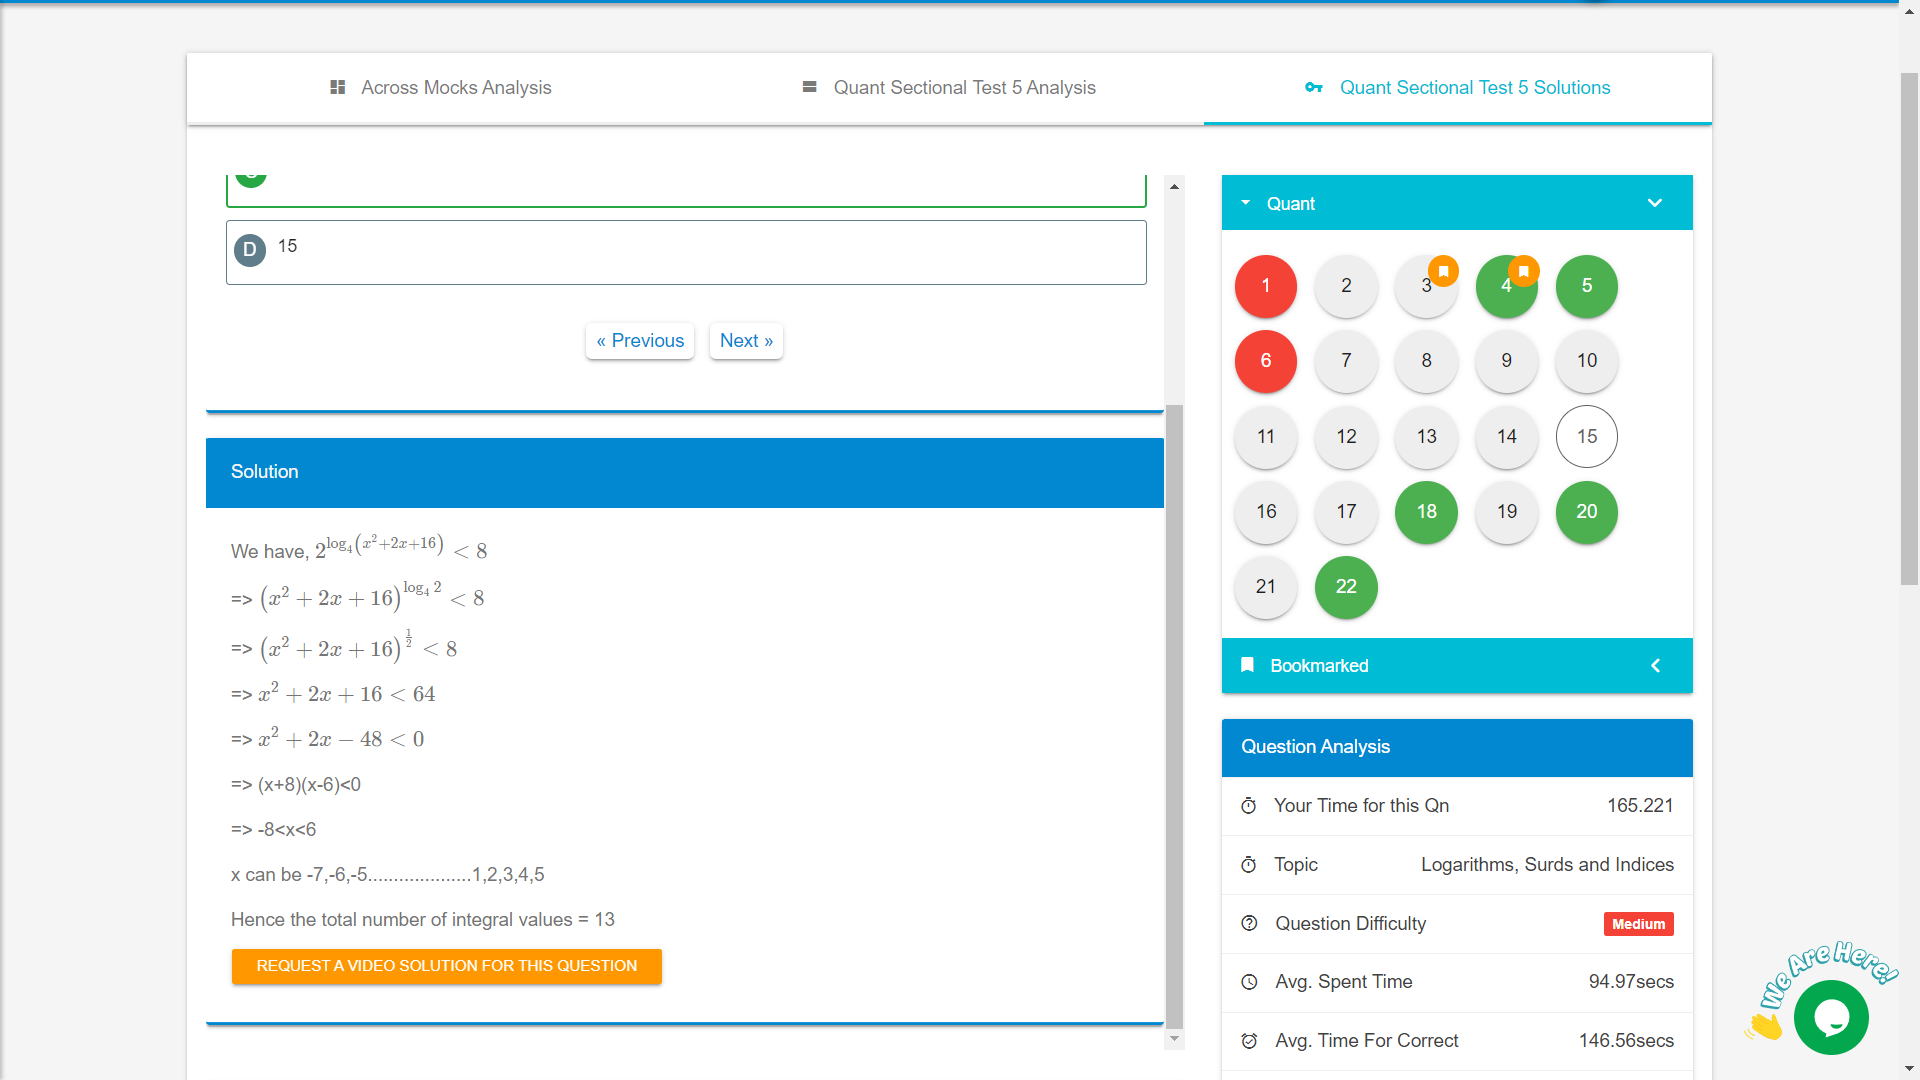 Across Mocks Analysis
Quant Sectional Test 5 Analysis
Quant Sectional Test 5 Solutions
D 15
« Previous
Next »
Solution
We have, $2^{\log_4(x^2+2x+16)} < 8$
=> $(x^2 + 2x + 16)^{\log_4 2} < 8$
=> $(x^2 + 2x + 16)^{\frac{1}{2}} < 8$
=> $x^2 + 2x + 16 < 64$
=> $x^2 + 2x - 48 < 0$
=> (x+8)(x-6)<0
=> -8<x<6
x can be -7,-6,-5....................1,2,3,4,5
Hence the total number of integral values = 13
REQUEST A VIDEO SOLUTION FOR THIS QUESTION
Quant
1 2 3 4 5
6 7 8 9 10
11 12 13 14 15
16 17 18 19 20
21 22
Bookmarked
Question Analysis
Your Time for this Qn 165.221
Topic Logarithms, Surds and Indices
Question Difficulty Medium
Avg. Spent Time 94.97secs
Avg. Time For Correct 146.56secs
We Are Here!